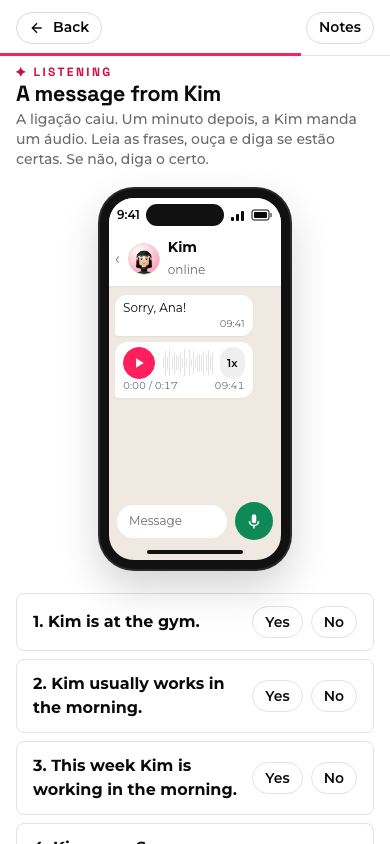 Back
Notes
LISTENING
A message from Kim
A ligação caiu. Um minuto depois, a Kim manda
um áudio. Leia as frases, ouça e diga se estão
certas. Se não, diga o certo.
9:41
Kim
online
Sorry, Ana!
09:41
1x
0:00 / 0:17
09:41
Message
1. Kim is at the gym.
Yes
No
2. Kim usually works in
the morning.
Yes
No
3. This week Kim is
working in the morning.
Yes
No